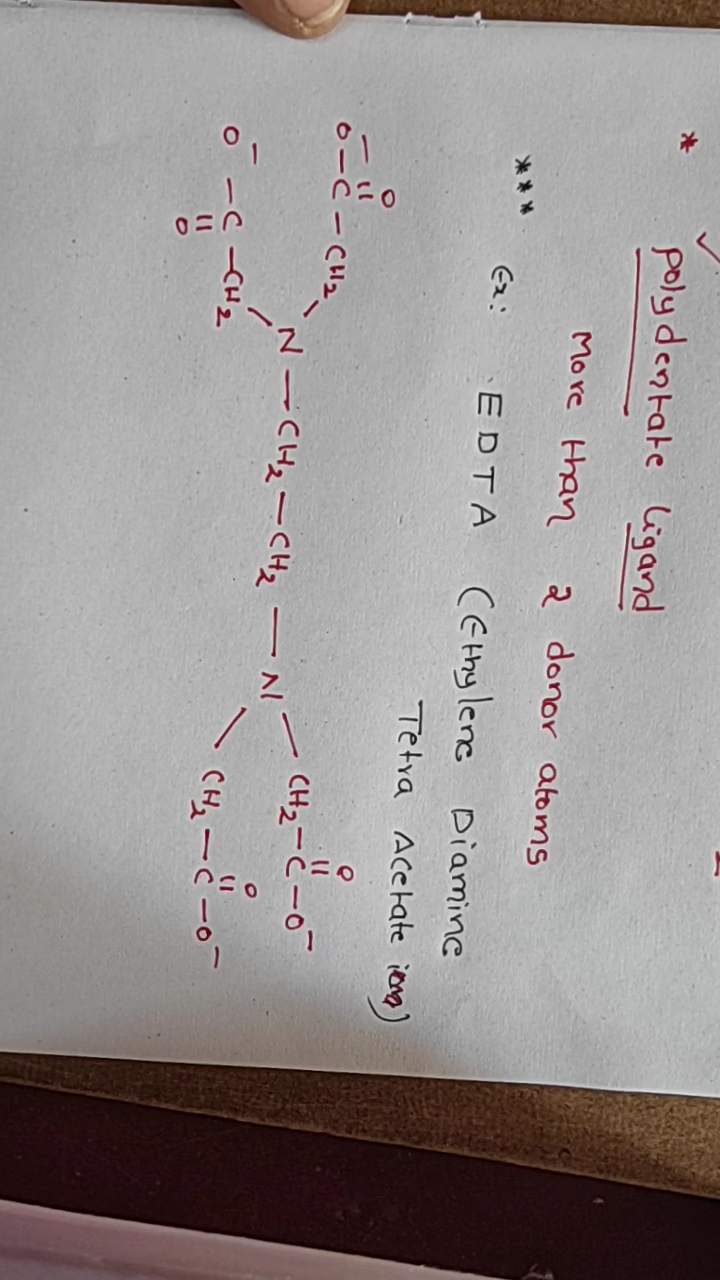 * polydentate ligand
More than 2 donor atoms
*** Ex: EDTA (Ethylene Diamine
Tetra Acetate ion)
O O
|| ||
⁻O–C–CH₂ CH₂–C–O⁻
N–CH₂–CH₂–N
⁻O–C–CH₂ CH₂–C–O⁻
|| ||
O O